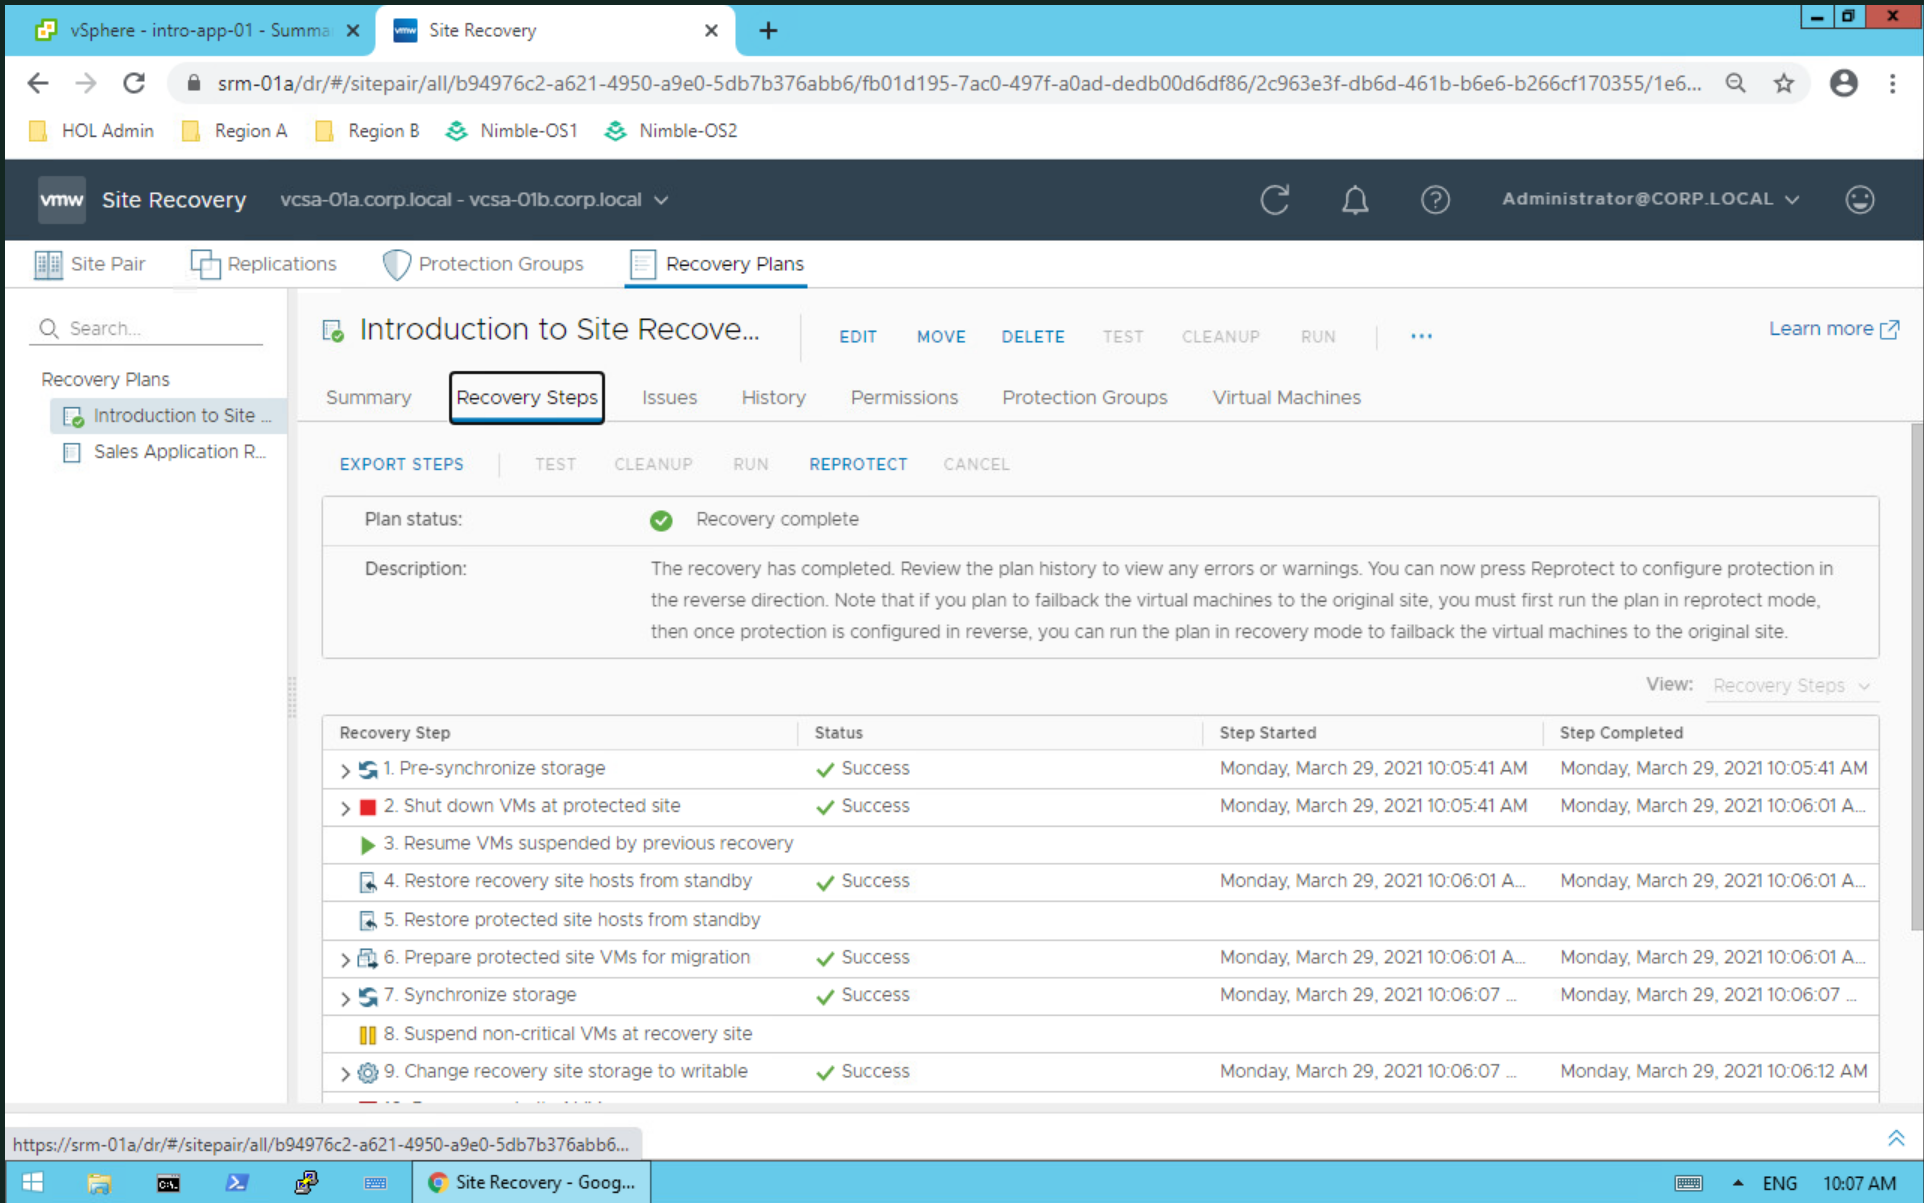 vSphere - intro-app-01 - Summa
vmw Site Recovery
srm-01a/dr/#/sitepair/all/b94976c2-a621-4950-a9e0-5db7b376abb6/fb01d195-7ac0-497f-a0ad-dedb00d6df86/2c963e3f-db6d-461b-b6e6-b266cf170355/1e6...
HOL Admin Region A Region B Nimble-OS1 Nimble-OS2
vmw Site Recovery vcsa-01a.corp.local - vcsa-01b.corp.local Administrator@CORP.LOCAL
Site Pair Replications Protection Groups Recovery Plans
Search...
Recovery Plans
Introduction to Site ...
Sales Application R...
Introduction to Site Recove... EDIT MOVE DELETE TEST CLEANUP RUN ... Learn more
Summary Recovery Steps Issues History Permissions Protection Groups Virtual Machines
EXPORT STEPS TEST CLEANUP RUN REPROTECT CANCEL
Plan status: Recovery complete
Description: The recovery has completed. Review the plan history to view any errors or warnings. You can now press Reprotect to configure protection in
the reverse direction. Note that if you plan to failback the virtual machines to the original site, you must first run the plan in reprotect mode,
then once protection is configured in reverse, you can run the plan in recovery mode to failback the virtual machines to the original site.
View: Recovery Steps
Recovery Step Status Step Started Step Completed
1. Pre-synchronize storage Success Monday, March 29, 2021 10:05:41 AM Monday, March 29, 2021 10:05:41 AM
2. Shut down VMs at protected site Success Monday, March 29, 2021 10:05:41 AM Monday, March 29, 2021 10:06:01 A...
3. Resume VMs suspended by previous recovery
4. Restore recovery site hosts from standby Success Monday, March 29, 2021 10:06:01 A... Monday, March 29, 2021 10:06:01 A...
5. Restore protected site hosts from standby
6. Prepare protected site VMs for migration Success Monday, March 29, 2021 10:06:01 A... Monday, March 29, 2021 10:06:01 A...
7. Synchronize storage Success Monday, March 29, 2021 10:06:07 ... Monday, March 29, 2021 10:06:07 ...
8. Suspend non-critical VMs at recovery site
9. Change recovery site storage to writable Success Monday, March 29, 2021 10:06:07 ... Monday, March 29, 2021 10:06:12 AM
https://srm-01a/dr/#/sitepair/all/b94976c2-a621-4950-a9e0-5db7b376abb6...
Site Recovery - Goog... ENG 10:07 AM